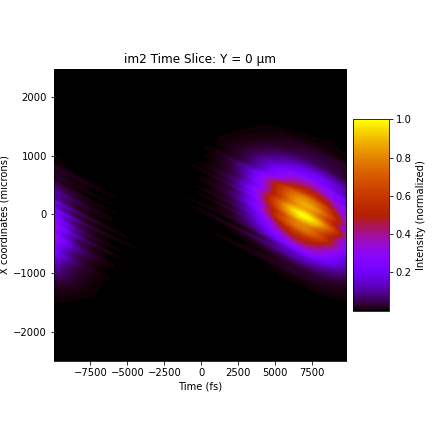 im2 Time Slice: Y = 0 μm
2000
1000
0
−1000
−2000
X coordinates (microns)
−7500 −5000 −2500 0 2500 5000 7500
Time (fs)
1.0
0.8
0.6
0.4
0.2
Intensity (normalized)